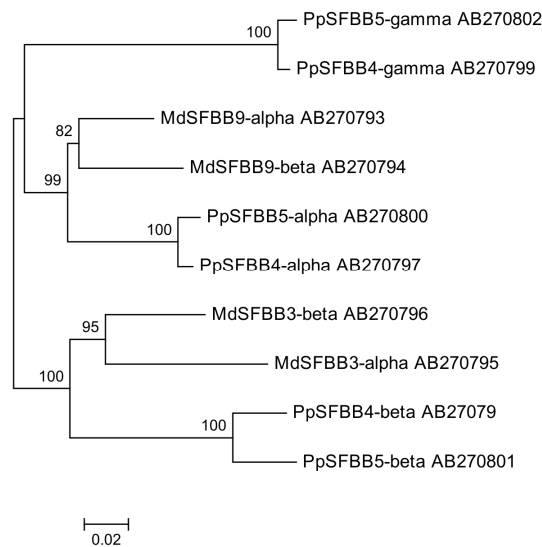 100
PpSFBB5-gamma AB270802
PpSFBB4-gamma AB270799
82
MdSFBB9-alpha AB270793
MdSFBB9-beta AB270794
99
100
PpSFBB5-alpha AB270800
PpSFBB4-alpha AB270797
95
MdSFBB3-beta AB270796
MdSFBB3-alpha AB270795
100
100
PpSFBB4-beta AB27079
PpSFBB5-beta AB270801
0.02